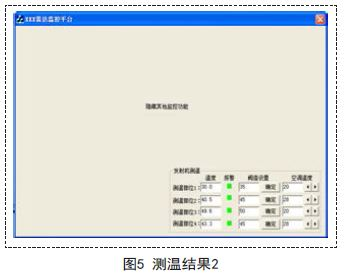 XXX雷达监控平台
隐藏其他监控功能
发射机测温
温度 报警 阀值设置 空调温度
测温部位1: 30.0 35 确定 20
测温部位2: 40.5 45 确定 28
测温部位3: 49.6 50 确定 20
测温部位4: 43.3 45 确定 28
图5 测温结果2